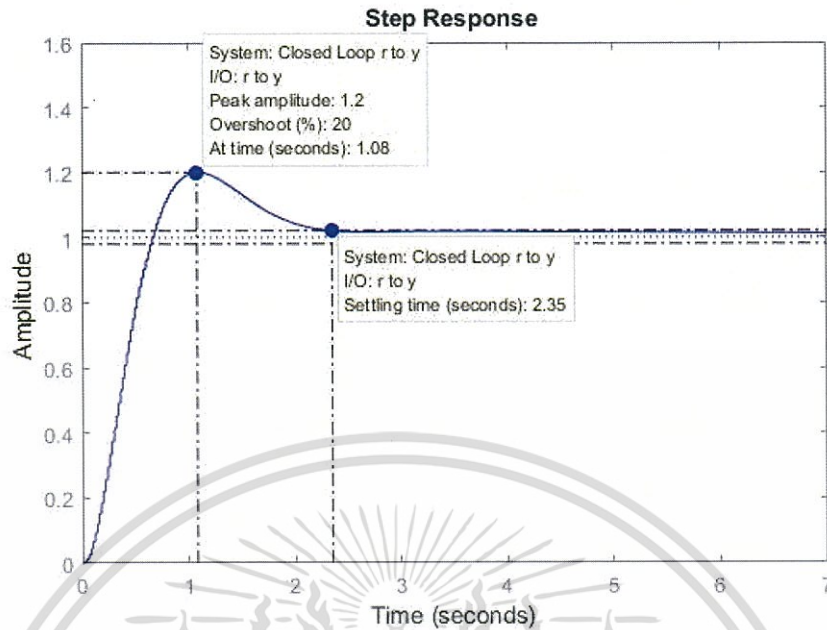 Step Response
1.6
1.4
1.2
1
0.8
0.6
0.4
0.2
0
Amplitude
System: Closed Loop r to y
I/O: r to y
Peak amplitude: 1.2
Overshoot (%): 20
At time (seconds): 1.08
System: Closed Loop r to y
I/O: r to y
Settling time (seconds): 2.35
0 1 2 3 4 5 6 7
Time (seconds)